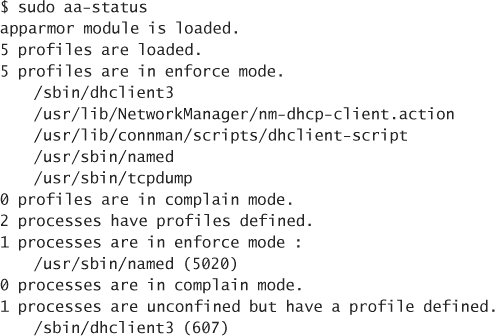 $ sudo aa-status
apparmor module is loaded.
5 profiles are loaded.
5 profiles are in enforce mode.
/sbin/dhclient3
/usr/lib/NetworkManager/nm-dhcp-client.action
/usr/lib/connman/scripts/dhclient-script
/usr/sbin/named
/usr/sbin/tcpdump
0 profiles are in complain mode.
2 processes have profiles defined.
1 processes are in enforce mode :
/usr/sbin/named (5020)
0 processes are in complain mode.
1 processes are unconfined but have a profile defined.
/sbin/dhclient3 (607)